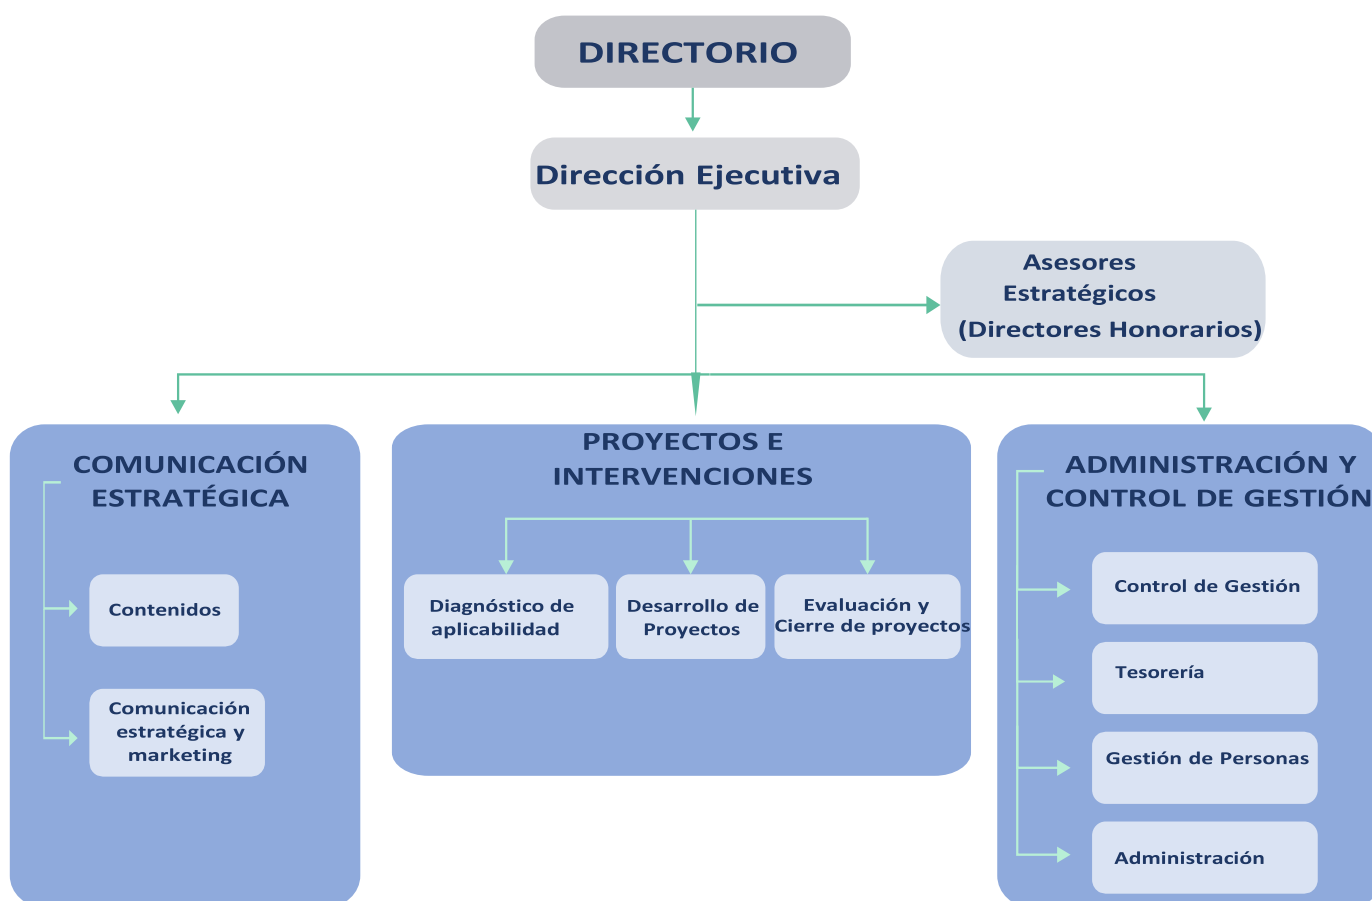 DIRECTORIO
Dirección Ejecutiva
Asesores
Estratégicos
(Directores Honorarios)
COMUNICACIÓN
ESTRATÉGICA
Contenidos
Comunicación
estratégica y
marketing
PROYECTOS E
INTERVENCIONES
Diagnóstico de
aplicabilidad
Desarrollo de
Proyectos
Evaluación y
Cierre de proyectos
ADMINISTRACIÓN Y
CONTROL DE GESTIÓN
Control de Gestión
Tesorería
Gestión de Personas
Administración